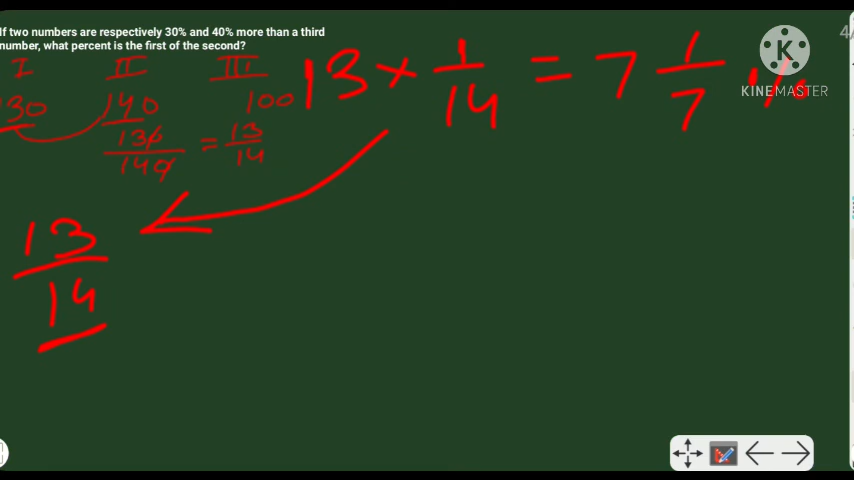 If two numbers are respectively 30% and 40% more than a third
number, what percent is the first of the second?
I II III
130 140 100
130/140 = 13/14
13 × 1/14 = 7 1/7 %
13/14
KINEMASTER
4